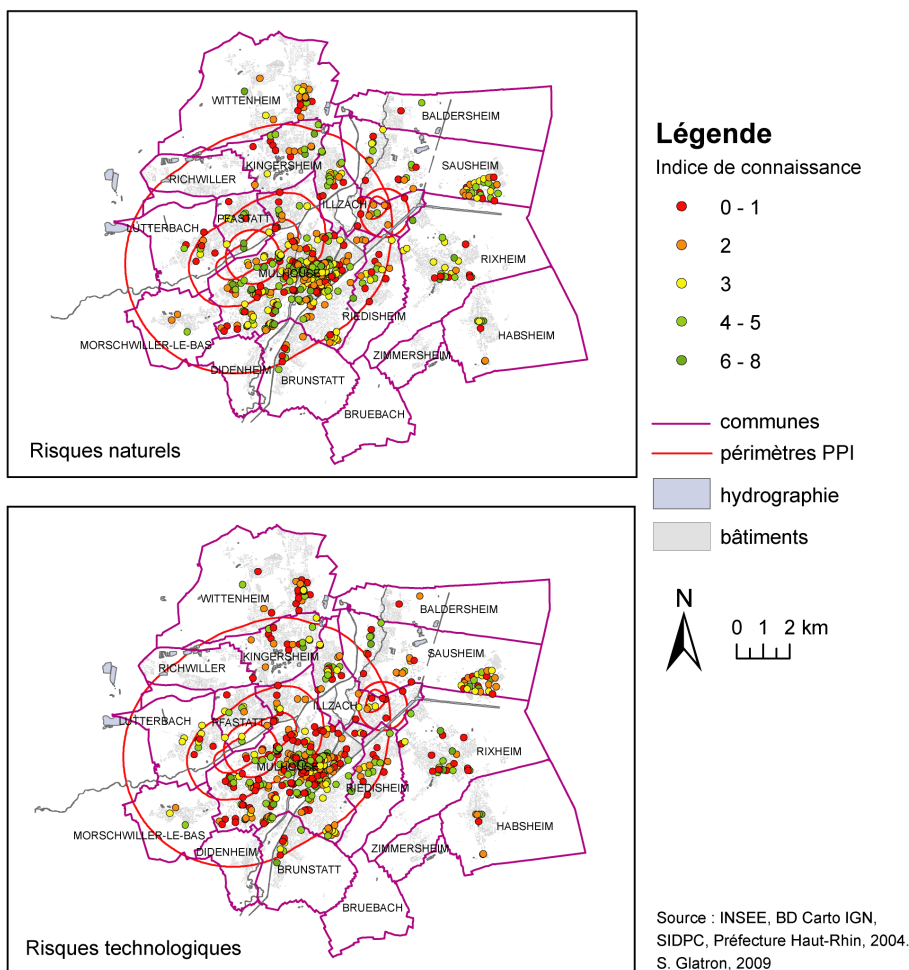 WITTENHEIM
BALDERSHEIM
KINGERSHEIM
SAUSHEIM
RICHWILLER
ILLZACH
PFASTATT
LUTTERBACH
RIXHEIM
MULHOUSE
RIEDISHEIM
HABSHEIM
MORSCHWILLER-LE-BAS
ZIMMERSHEIM
DIDENHEIM
BRUNSTATT
BRUEBACH
Risques naturels
WITTENHEIM
BALDERSHEIM
SAUSHEIM
KINGERSHEIM
RICHWILLER
ILLZACH
LUTTERBACH
PFASTATT
RIXHEIM
MULHOUSE
RIEDISHEIM
HABSHEIM
MORSCHWILLER-LE-BAS
ZIMMERSHEIM
DIDENHEIM
BRUNSTATT
BRUEBACH
Risques technologiques
Légende
Indice de connaissance
0 - 1
2
3
4 - 5
6 - 8
communes
périmètres PPI
hydrographie
bâtiments
N
0 1 2 km
Source : INSEE, BD Carto IGN,
SIDPC, Préfecture Haut-Rhin, 2004.
S. Glatron, 2009